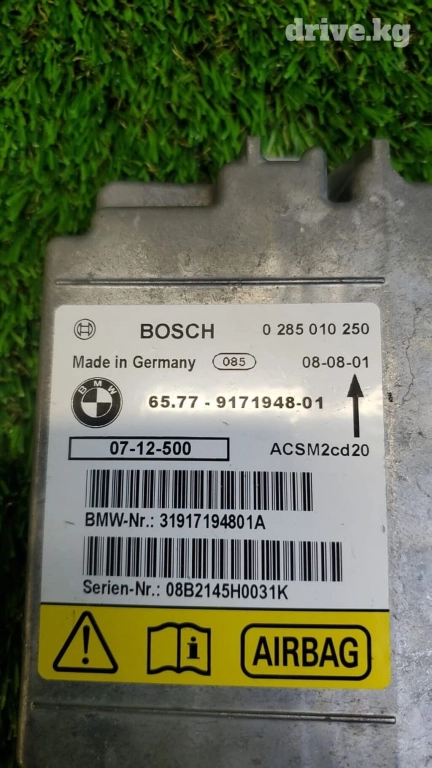 drive.kg
BOSCH 0 285 010 250
Made in Germany 085 08-08-01
BMW 65.77 - 9171948-01
07-12-500 ACSM2cd20
BMW-Nr.: 31917194801A
Serien-Nr.: 08B2145H0031K
AIRBAG